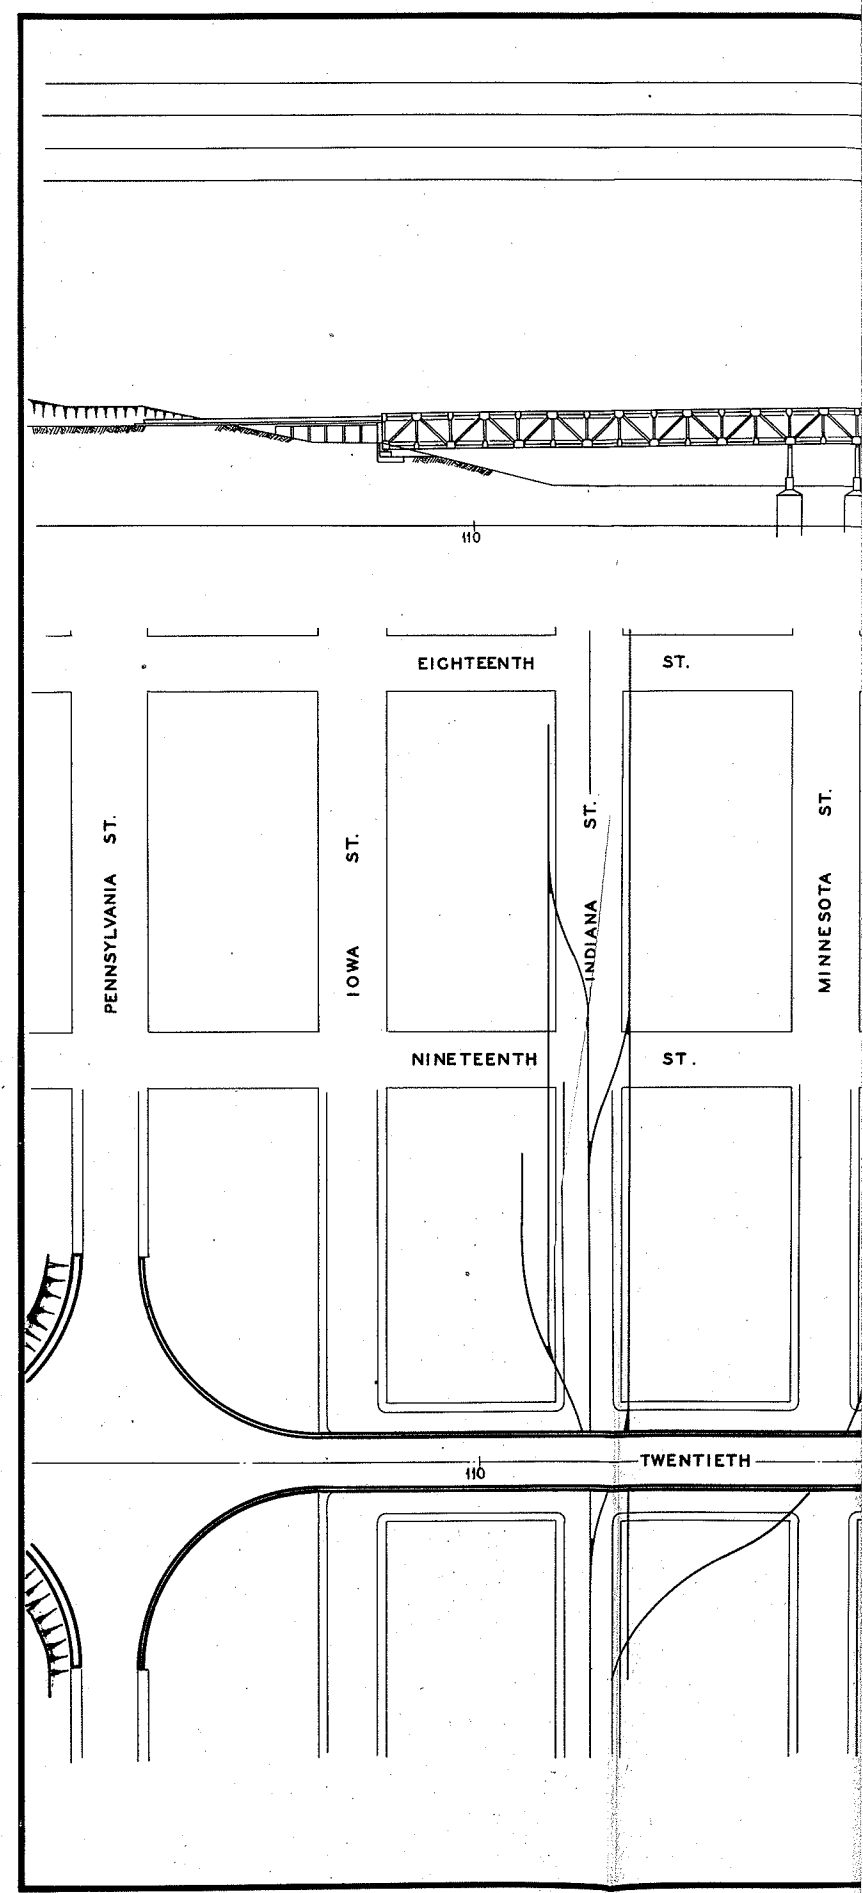 110
EIGHTEENTH ST.
PENNSYLVANIA ST.
IOWA ST.
INDIANA ST.
MINNESOTA ST.
NINETEENTH ST.
TWENTIETH
110